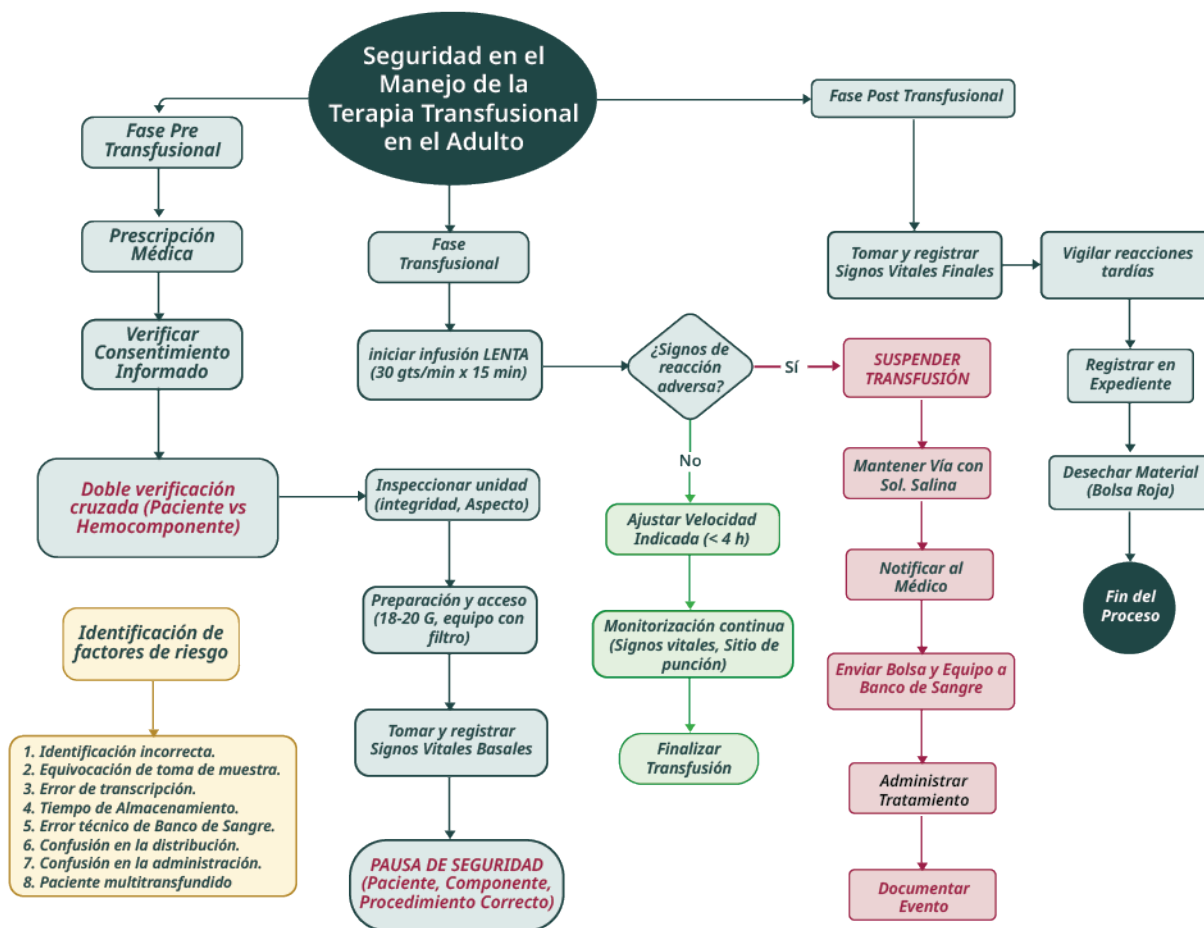 Seguridad en el
Manejo de la
Terapia Transfusional
en el Adulto
Fase Pre
Transfusional
Prescripción
Médica
Verificar
Consentimiento
Informado
Doble verificación
cruzada (Paciente vs
Hemocomponente)
Inspeccionar unidad
(integridad, Aspecto)
Preparación y acceso
(18-20 G, equipo con
filtro)
Tomar y registrar
Signos Vitales Basales
PAUSA DE SEGURIDAD
(Paciente, Componente,
Procedimiento Correcto)
Fase
Transfusional
iniciar infusión LENTA
(30 gts/min x 15 min)
¿Signos de
reacción
adversa?
Sí
No
Ajustar Velocidad
Indicada (< 4 h)
Monitorización continua
(Signos vitales, Sitio de
punción)
Finalizar
Transfusión
SUSPENDER
TRANSFUSIÓN
Mantener Vía con
Sol. Salina
Notificar al
Médico
Enviar Bolsa y Equipo a
Banco de Sangre
Administrar
Tratamiento
Documentar
Evento
Fase Post Transfusional
Tomar y registrar
Signos Vitales Finales
Vigilar reacciones
tardías
Registrar en
Expediente
Desechar Material
(Bolsa Roja)
Fin del
Proceso
Identificación de
factores de riesgo
1. Identificación incorrecta.
2. Equivocación de toma de muestra.
3. Error de transcripción.
4. Tiempo de Almacenamiento.
5. Error técnico de Banco de Sangre.
6. Confusión en la distribución.
7. Confusión en la administración.
8. Paciente multitransfundido